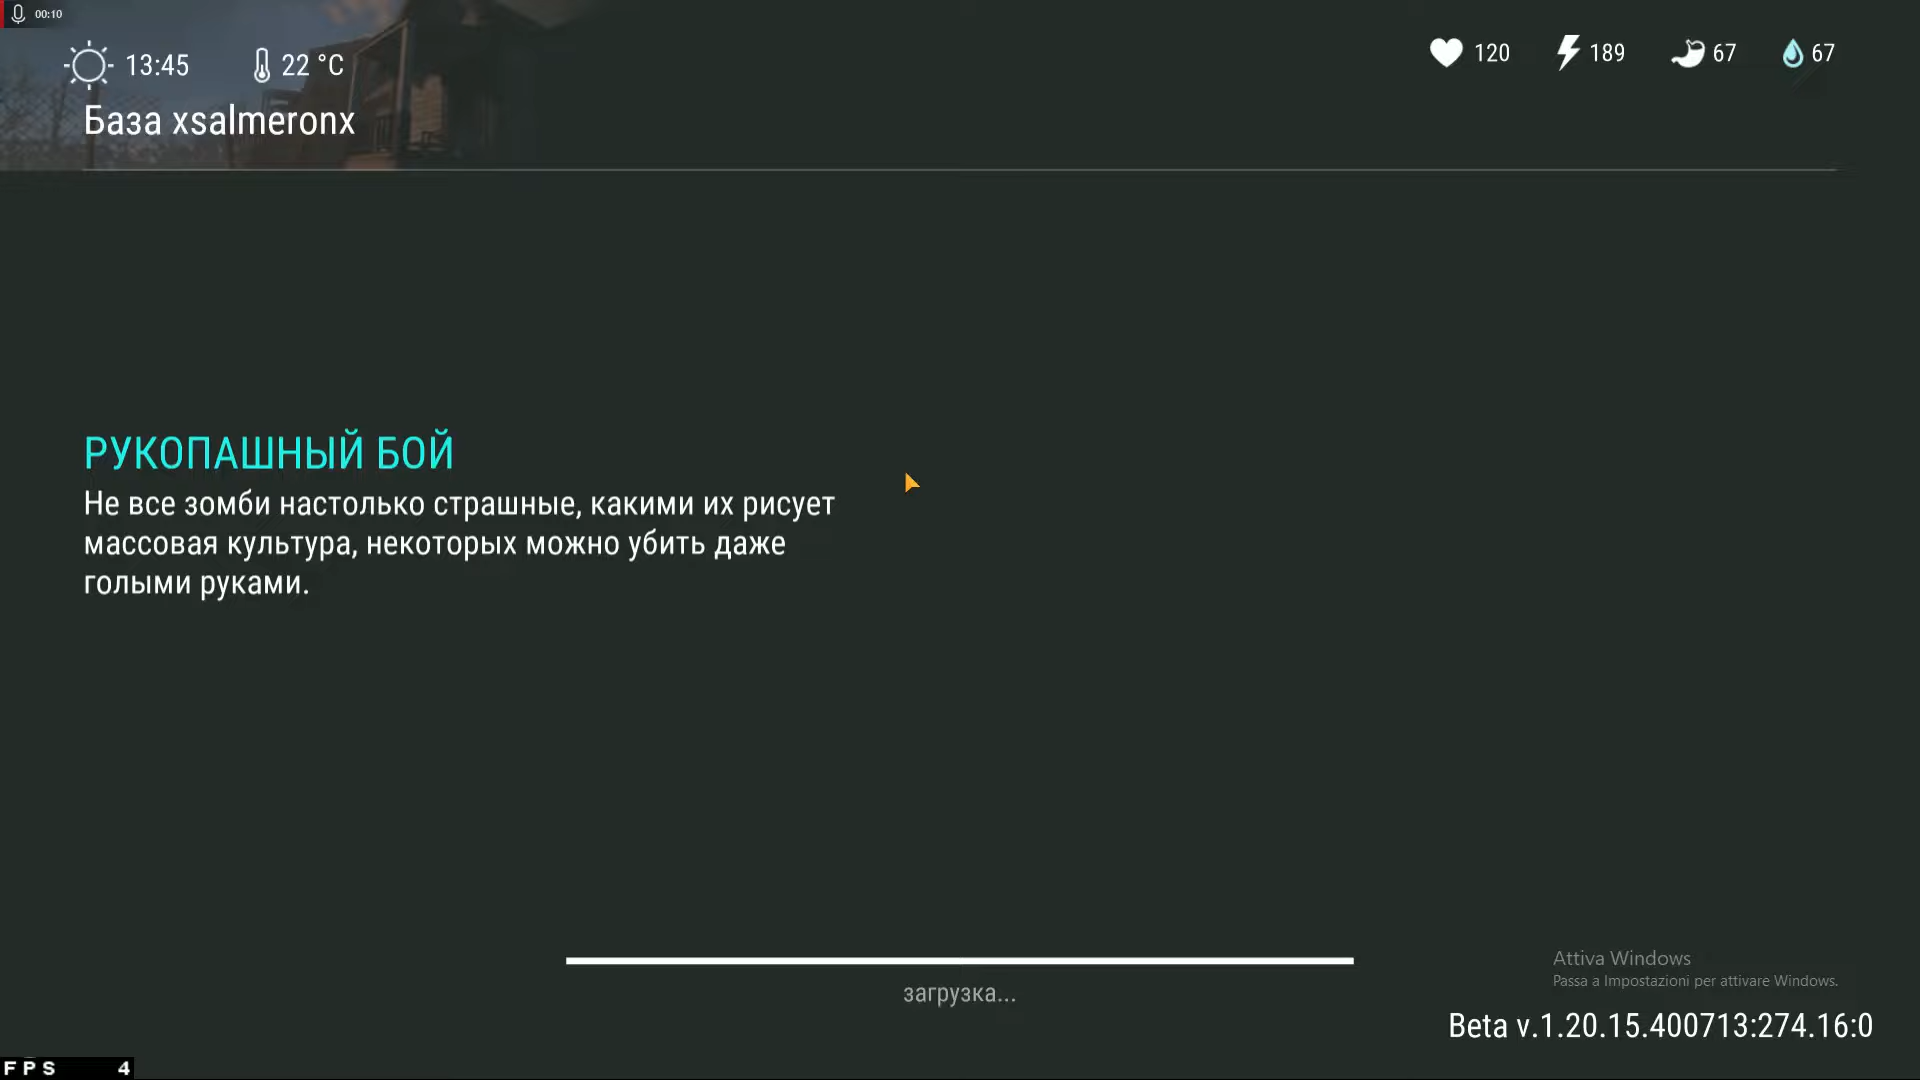 00:10
13:45 22 °C 120 189 67 67
База xsalmeronx
РУКОПАШНЫЙ БОЙ
Не все зомби настолько страшные, какими их рисует
массовая культура, некоторых можно убить даже
голыми руками.
загрузка...
Attiva Windows
Passa a Impostazioni per attivare Windows.
Beta v.1.20.15.400713:274.16:0
FPS 4